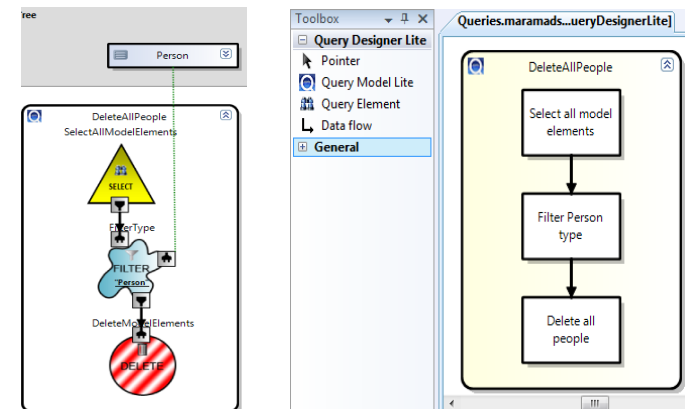 ree
Person
DeleteAllPeople
SelectAllModelElements
SELECT
FilterType
FILTER
"Person"
DeleteModelElements
DELETE
Toolbox
Query Designer Lite
Pointer
Query Model Lite
Query Element
Data flow
General
Queries.maramads...ueryDesignerLite]
DeleteAllPeople
Select all model
elements
Filter Person
type
Delete all
people